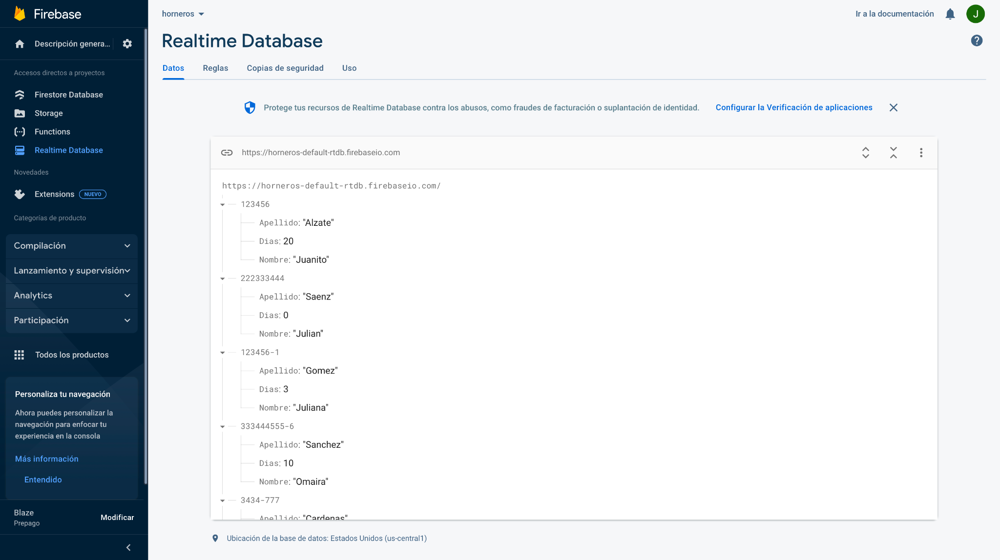 Firebase
Descripción genera...
Accesos directos a proyectos
Firestore Database
Storage
Functions
Realtime Database
Novedades
Extensions NUEVO
Categorías de producto
Compilación
Lanzamiento y supervisión
Analytics
Participación
Todos los productos
Personaliza tu navegación
Ahora puedes personalizar la
navegación para enfocar tu
experiencia en la consola
Más información
Entendido
Blaze
Prepago
Modificar
horneros
Ir a la documentación
J
Realtime Database
?
Datos Reglas Copias de seguridad Uso
Protege tus recursos de Realtime Database contra los abusos, como fraudes de facturación o suplantación de identidad. Configurar la Verificación de aplicaciones
https://horneros-default-rtdb.firebaseio.com
https://horneros-default-rtdb.firebaseio.com/
123456
Apellido: "Alzate"
Dias: 20
Nombre: "Juanito"
222333444
Apellido: "Saenz"
Dias: 0
Nombre: "Julian"
123456-1
Apellido: "Gomez"
Dias: 3
Nombre: "Juliana"
333444555-6
Apellido: "Sanchez"
Dias: 10
Nombre: "Omaira"
3434-777
Apellido: "Cardenas"
Ubicación de la base de datos: Estados Unidos (us-central1)